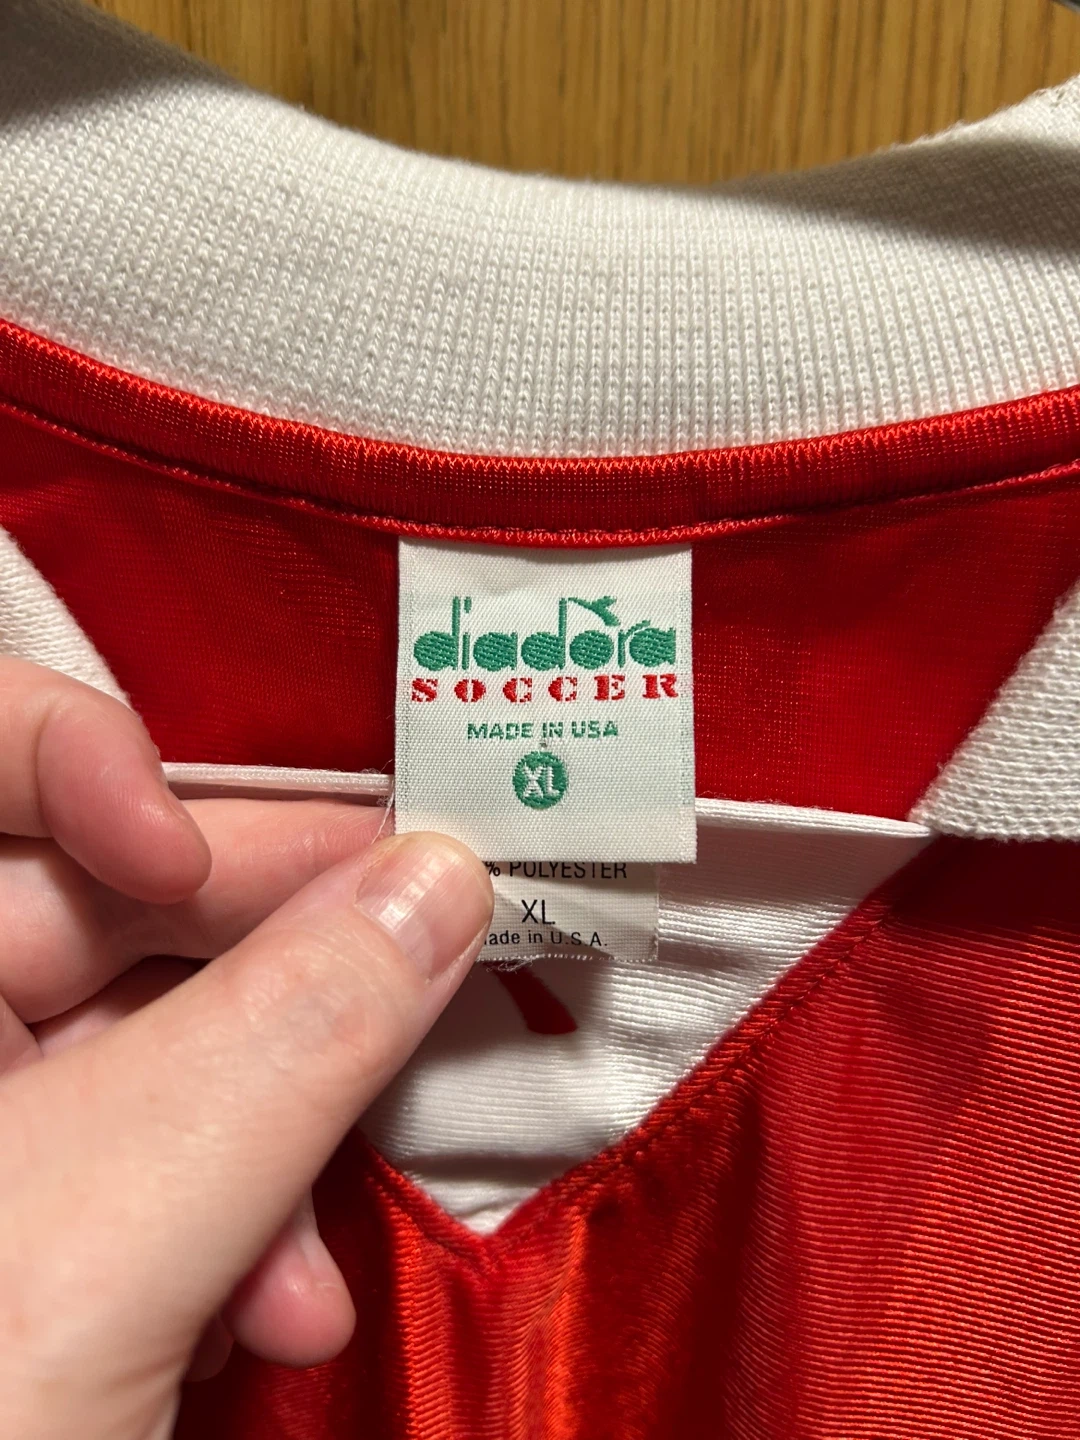 diadora
SOCCER
MADE IN USA
XL
% POLYESTER
XL
ade in U.S.A.